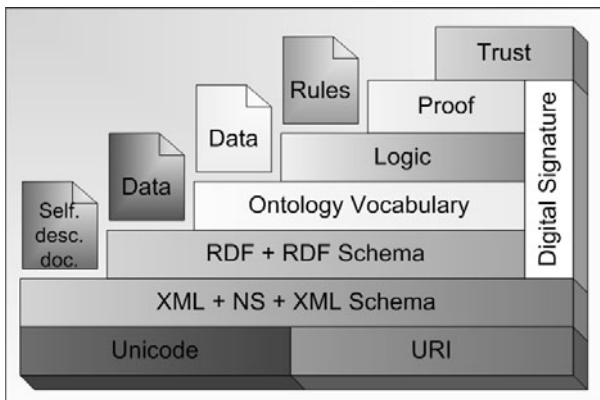 Trust
Rules
Proof
Data
Logic
Data
Ontology Vocabulary
Self.
desc.
doc.
RDF + RDF Schema
XML + NS + XML Schema
Unicode
URI
Digital Signature